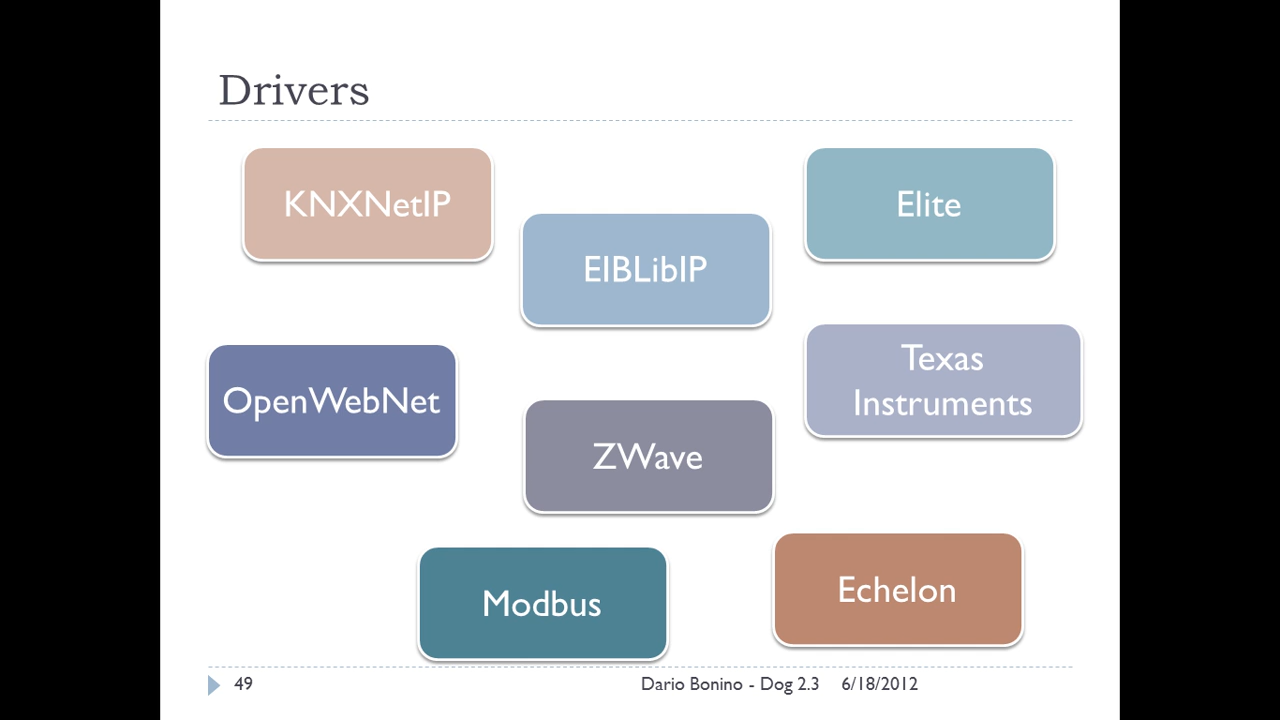 Drivers
KNXNetIP
Elite
EIBLibIP
Texas
Instruments
OpenWebNet
ZWave
Echelon
Modbus
49
Dario Bonino - Dog 2.3
6/18/2012